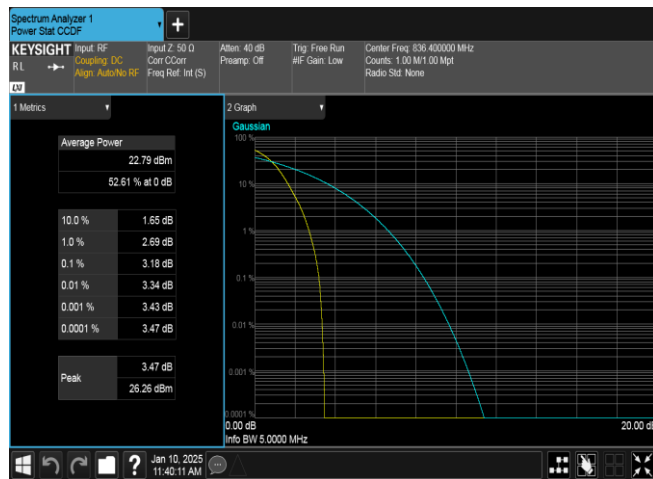 Spectrum Analyzer 1
Power Stat CCDF
KEYSIGHT
RL
LXI
Input: RF
Coupling: DC
Align: Auto/No RF
Input Z: 50 Ω
Corr CCorr
Freq Ref: Int (S)
Atten: 40 dB
Preamp: Off
Trig: Free Run
#IF Gain: Low
Center Freq: 836.400000 MHz
Counts: 1.00 M/1.00 Mpt
Radio Std: None
1 Metrics
Average Power
22.79 dBm
52.61 % at 0 dB
10.0 % 1.65 dB
1.0 % 2.69 dB
0.1 % 3.18 dB
0.01 % 3.34 dB
0.001 % 3.43 dB
0.0001 % 3.47 dB
Peak
3.47 dB
26.26 dBm
2 Graph
Gaussian
100 %
10 %
1 %
0.1 %
0.01 %
0.001 %
0.0001 %
0.00 dB
20.00 dB
Info BW 5.0000 MHz
Jan 10, 2025
11:40:11 AM